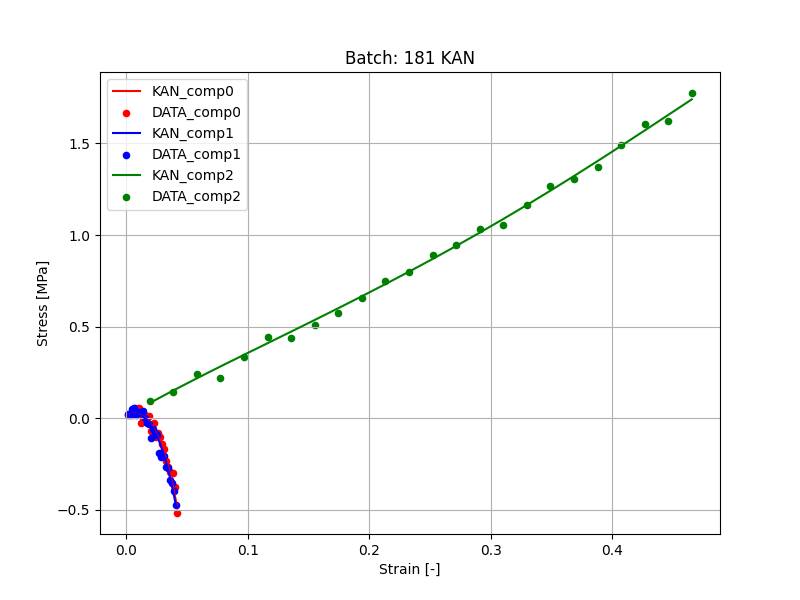 Batch: 181 KAN
KAN_comp0
DATA_comp0
KAN_comp1
DATA_comp1
KAN_comp2
DATA_comp2
1.5
1.0
0.5
0.0
−0.5
Stress [MPa]
0.0 0.1 0.2 0.3 0.4
Strain [-]